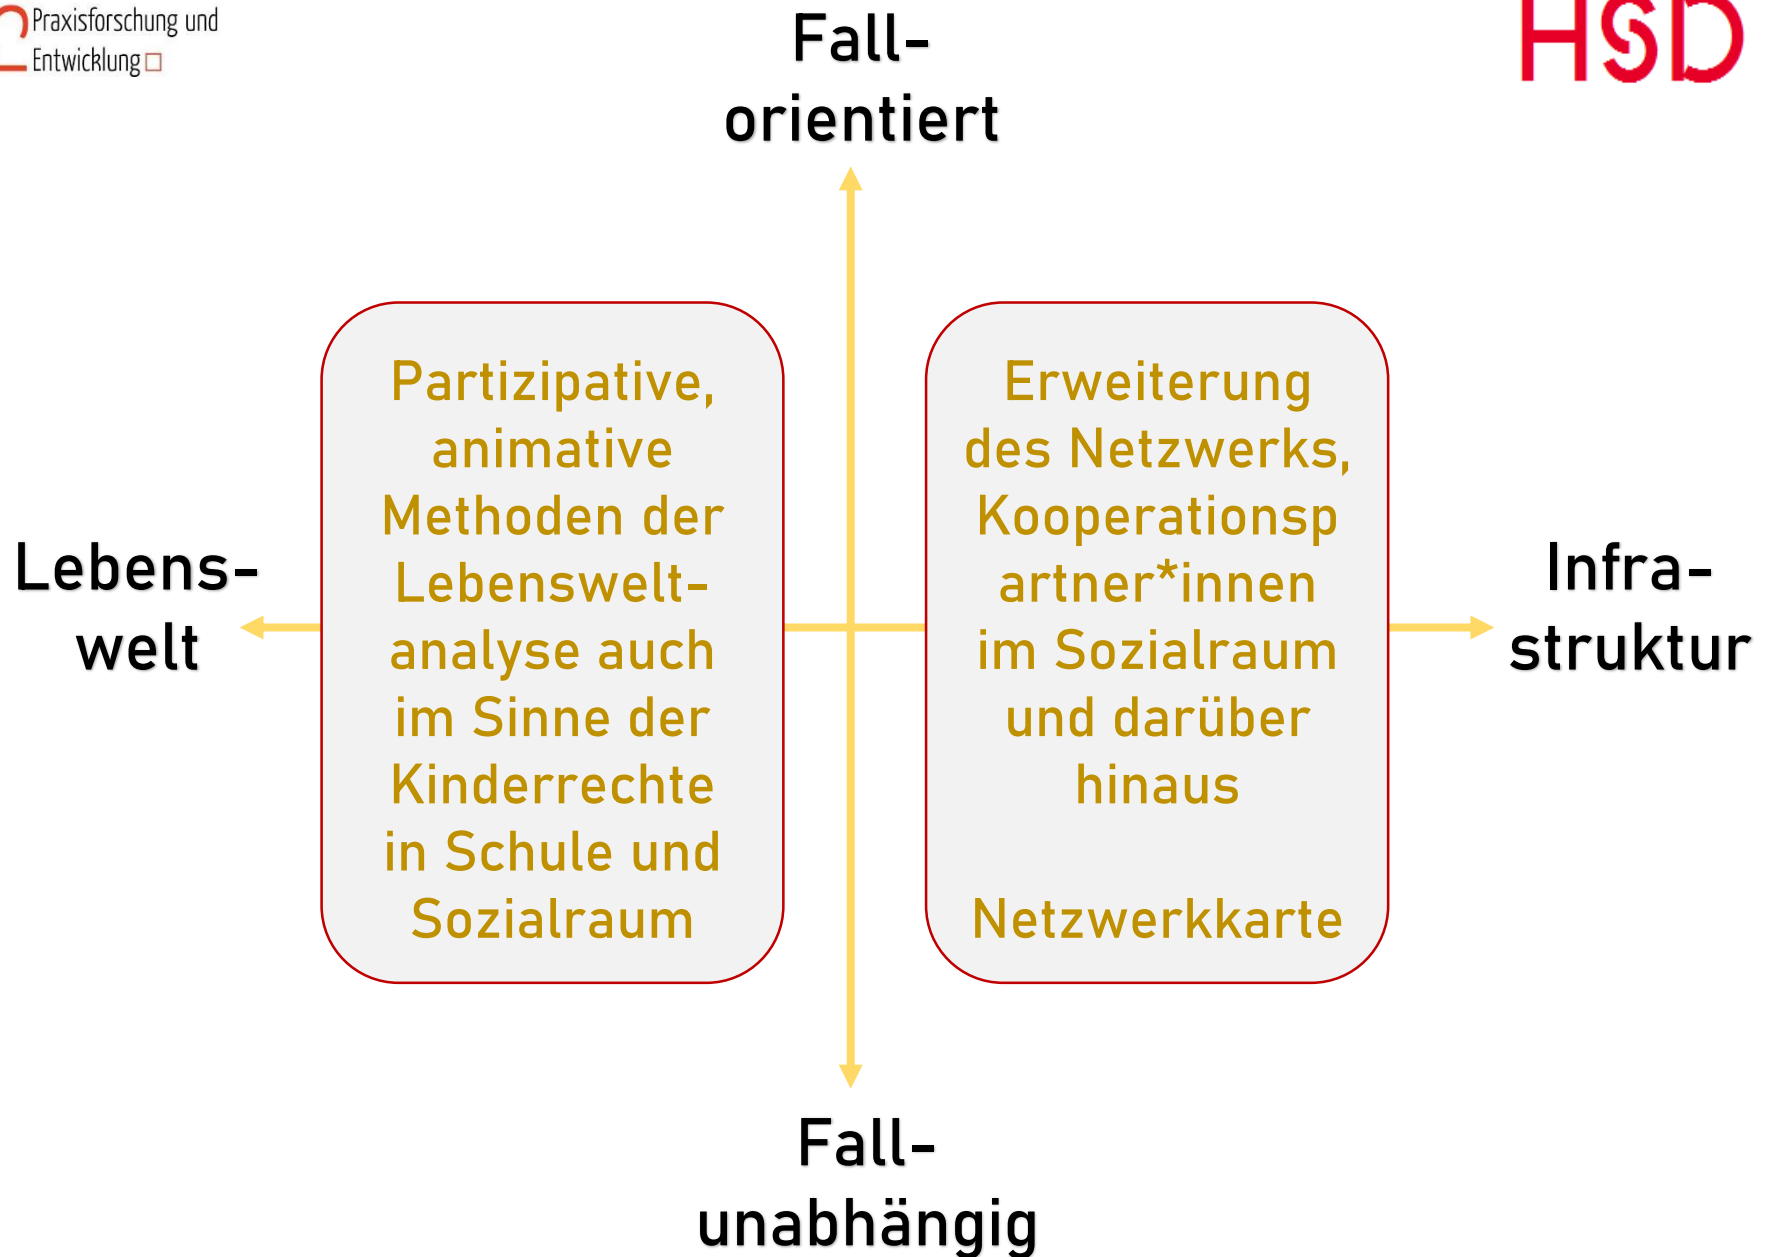 Praxisforschung und
Entwicklung
HSD
Fall-
orientiert
Partizipative,
animative
Methoden der
Lebenswelt-
analyse auch
im Sinne der
Kinderrechte
in Schule und
Sozialraum
Erweiterung
des Netzwerks,
Kooperationsp
artner*innen
im Sozialraum
und darüber
hinaus
Netzwerkkarte
Lebens-
welt
Infra-
struktur
Fall-
unabhängig